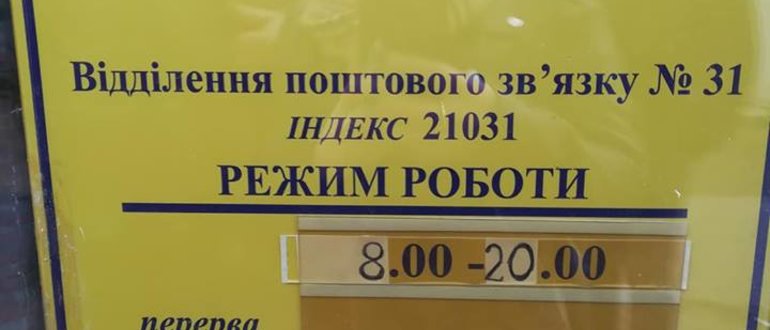 Відділення поштового зв’язку № 31
ІНДЕКС 21031
РЕЖИМ РОБОТИ
8.00 -20.00
перерва